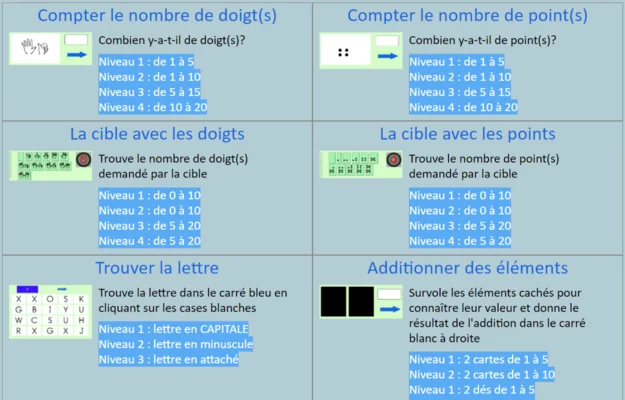 Compter le nombre de doigt(s)
Combien y-a-t-il de doigt(s)?
Niveau 1 : de 1 à 5
Niveau 2 : de 1 à 10
Niveau 3 : de 5 à 15
Niveau 4 : de 10 à 20
Compter le nombre de point(s)
Combien y-a-t-il de point(s)?
Niveau 1 : de 1 à 5
Niveau 2 : de 1 à 10
Niveau 3 : de 5 à 15
Niveau 4 : de 10 à 20
La cible avec les doigts
Trouve le nombre de doigt(s)
demandé par la cible
Niveau 1 : de 0 à 10
Niveau 2 : de 0 à 10
Niveau 3 : de 5 à 20
Niveau 4 : de 5 à 20
La cible avec les points
Trouve le nombre de point(s)
demandé par la cible
Niveau 1 : de 0 à 10
Niveau 2 : de 0 à 10
Niveau 3 : de 5 à 20
Niveau 4 : de 5 à 20
Trouver la lettre
X X O S K
G B I Y U
W C S U H
R X G X J
Trouve la lettre dans le carré bleu en
cliquant sur les cases blanches
Niveau 1 : lettre en CAPITALE
Niveau 2 : lettre en minuscule
Niveau 3 : lettre en attaché
Additionner des éléments
Survole les éléments cachés pour
connaître leur valeur et donne le
résultat de l'addition dans le carré
blanc à droite
Niveau 1 : 2 cartes de 1 à 5
Niveau 2 : 2 cartes de 1 à 10
Niveau 1 : 2 dés de 1 à 5